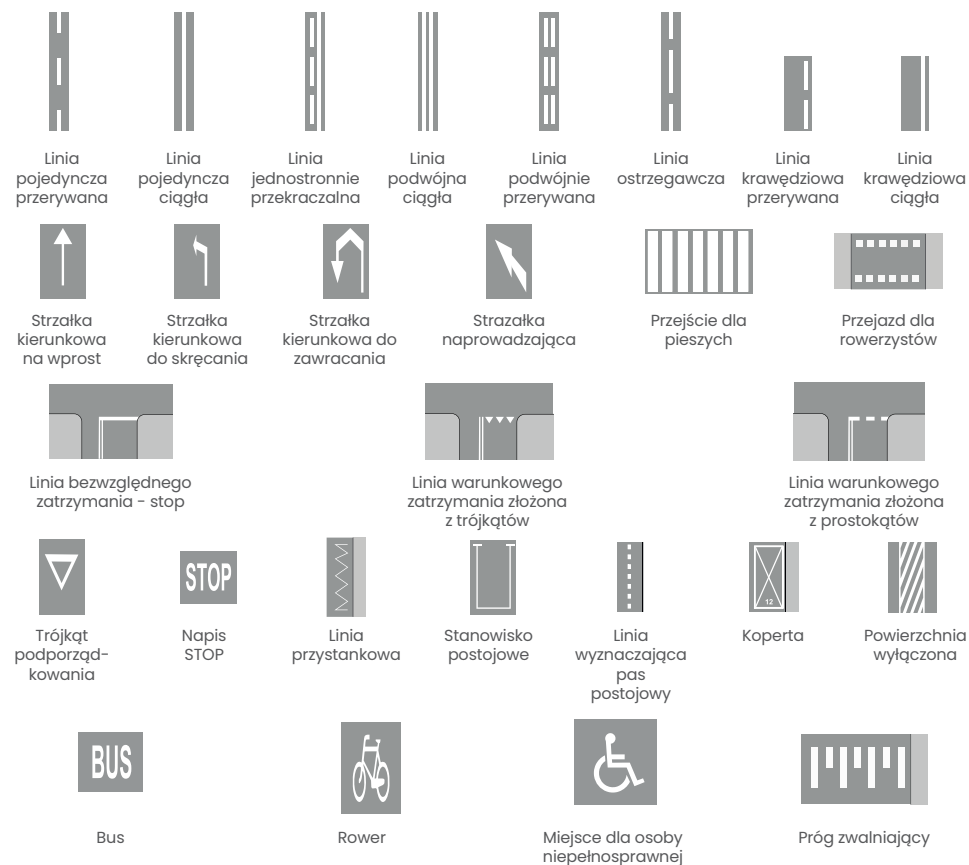 Linia
pojedyncza
przerywana
Linia
pojedyncza
ciągła
Linia
jednostronnie
przekraczalna
Linia
podwójna
ciągła
Linia
podwójnie
przerywana
Linia
ostrzegawcza
Linia
krawędziowa
przerywana
Linia
krawędziowa
ciągła
Strzałka
kierunkowa
na wprost
Strzałka
kierunkowa
do skręcania
Strzałka
kierunkowa do
zawracania
Strazałka
naprowadzająca
Przejście dla
pieszych
Przejazd dla
rowerzystów
Linia bezwzględnego
zatrzymania - stop
Linia warunkowego
zatrzymania złożona
z trójkątów
Linia warunkowego
zatrzymania złożona
z prostokątów
Trójkąt
podporząd-
kowania
STOP
Napis
STOP
Linia
przystankowa
Stanowisko
postojowe
Linia
wyznaczająca
pas
postojowy
12
Koperta
Powierzchnia
wyłączona
BUS
Bus
Rower
Miejsce dla osoby
niepełnosprawnej
Próg zwalniający